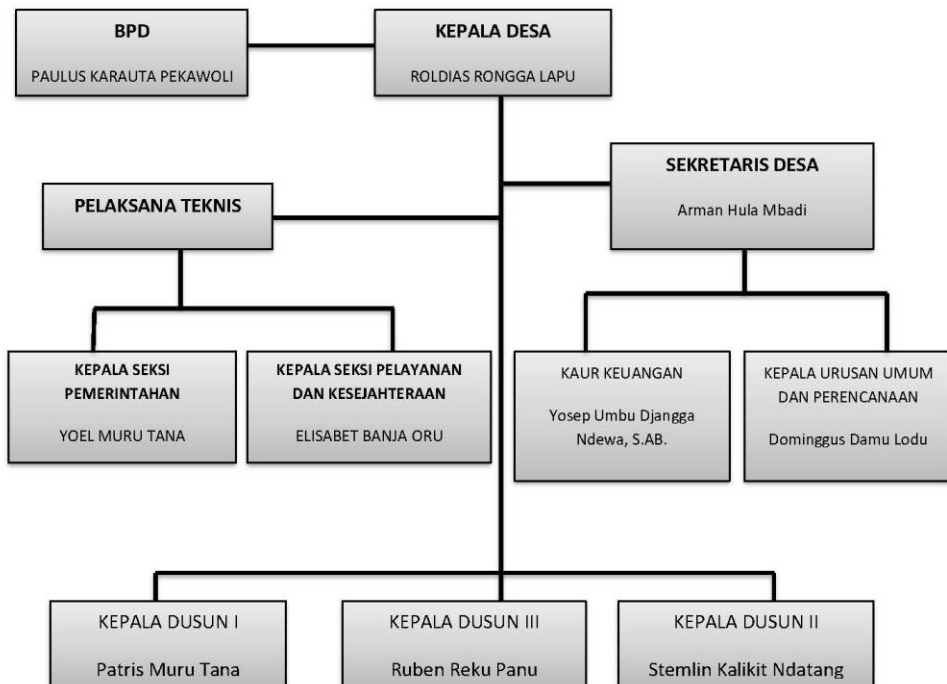 BPD
PAULUS KARAUTA PEKAWOLI
KEPALA DESA
ROLDIAS RONGGA LAPU
SEKRETARIS DESA
Arman Hula Mbadi
PELAKSANA TEKNIS
KEPALA SEKSI
PEMERINTAHAN
YOEL MURU TANA
KEPALA SEKSI PELAYANAN
DAN KESEJAHTERAAN
ELISABET BANJA ORU
KAUR KEUANGAN
Yosep Umbu Djangga
Ndewa, S.AB.
KEPALA URUSAN UMUM
DAN PERENCANAAN
Dominggus Damu Lodu
KEPALA DUSUN I
Patris Muru Tana
KEPALA DUSUN III
Ruben Reku Panu
KEPALA DUSUN II
Stemlin Kalikit Ndatang